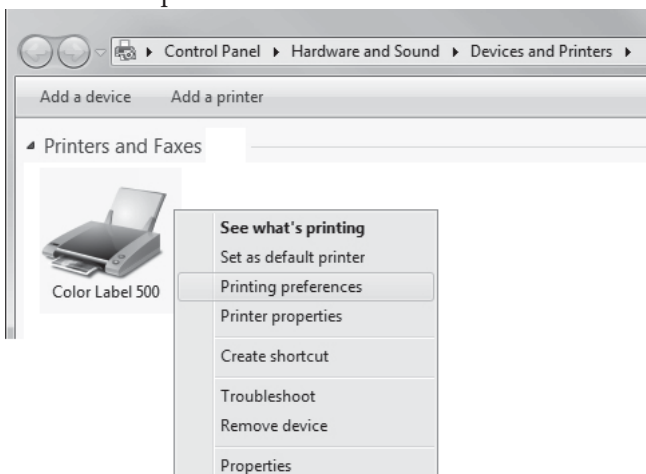 Control Panel ▸ Hardware and Sound ▸ Devices and Printers ▸
Add a device Add a printer
Printers and Faxes
Color Label 500
See what's printing
Set as default printer
Printing preferences
Printer properties
Create shortcut
Troubleshoot
Remove device
Properties